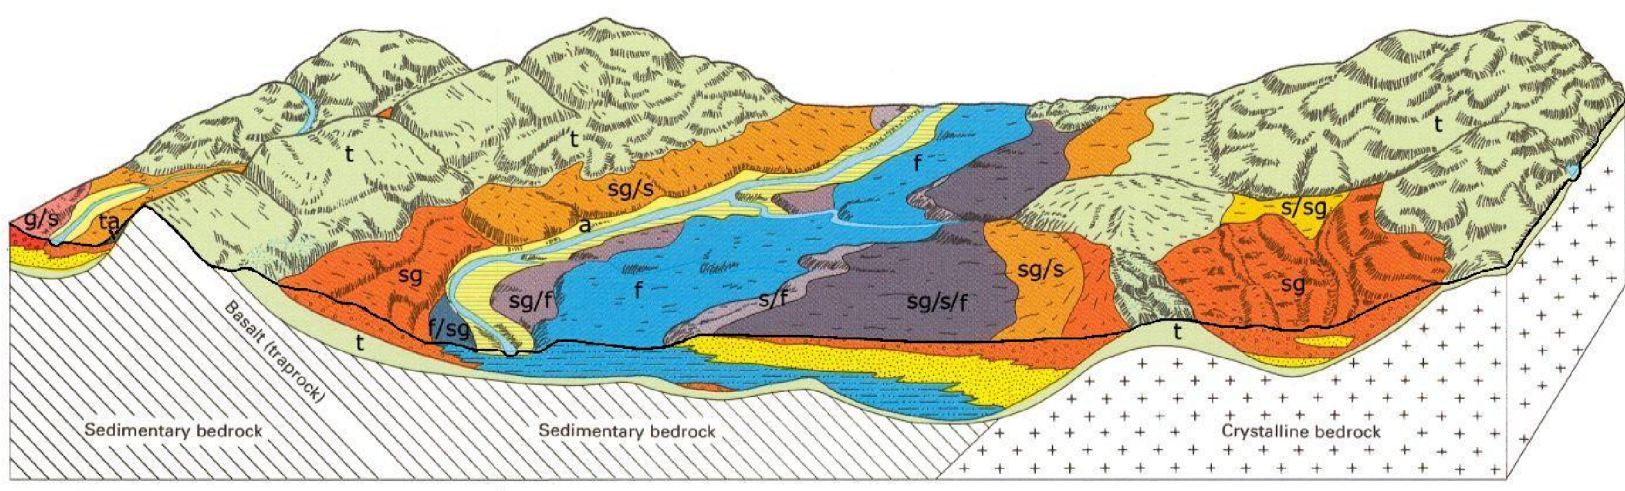 t
t
t
f
sg/s
s/sg
g/s
ta
a
sg
sg/s
sg
sg/f
f
s/f
sg/s/f
f/sg
t
t
Basalt (traprock)
Sedimentary bedrock
Sedimentary bedrock
Crystalline bedrock